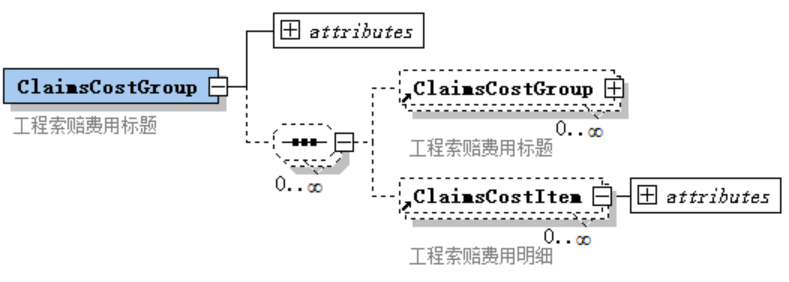 attributes
ClaimsCostGroup
工程索赔费用标题
0..∞
ClaimsCostGroup
0..∞
工程索赔费用标题
ClaimsCostItem
attributes
0..∞
工程索赔费用明细